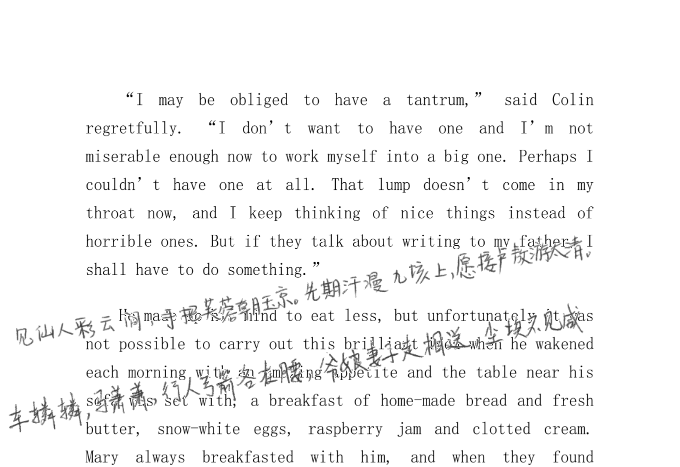 “I may be obliged to have a tantrum,” said Colin
regretfully. “I don’t want to have one and I’m not
miserable enough now to work myself into a big one. Perhaps I
couldn’t have one at all. That lump doesn’t come in my
throat now, and I keep thinking of nice things instead of
horrible ones. But if they talk about writing to my father, I
shall have to do something.”
见仙人彩云间,手把芙蓉朝玉京。先期汗漫九垓上,愿接卢敖游太清。
He made up his mind to eat less, but unfortunately it was
not possible to carry out this brilliant idea when he wakened
each morning with an amazing appetite and the table near his
sofa was set with; a breakfast of home-made bread and fresh
车辚辚,马萧萧,行人弓箭各在腰。爷娘妻子走相送,尘埃不见咸
butter, snow-white eggs, raspberry jam and clotted cream.
Mary always breakfasted with him, and when they found